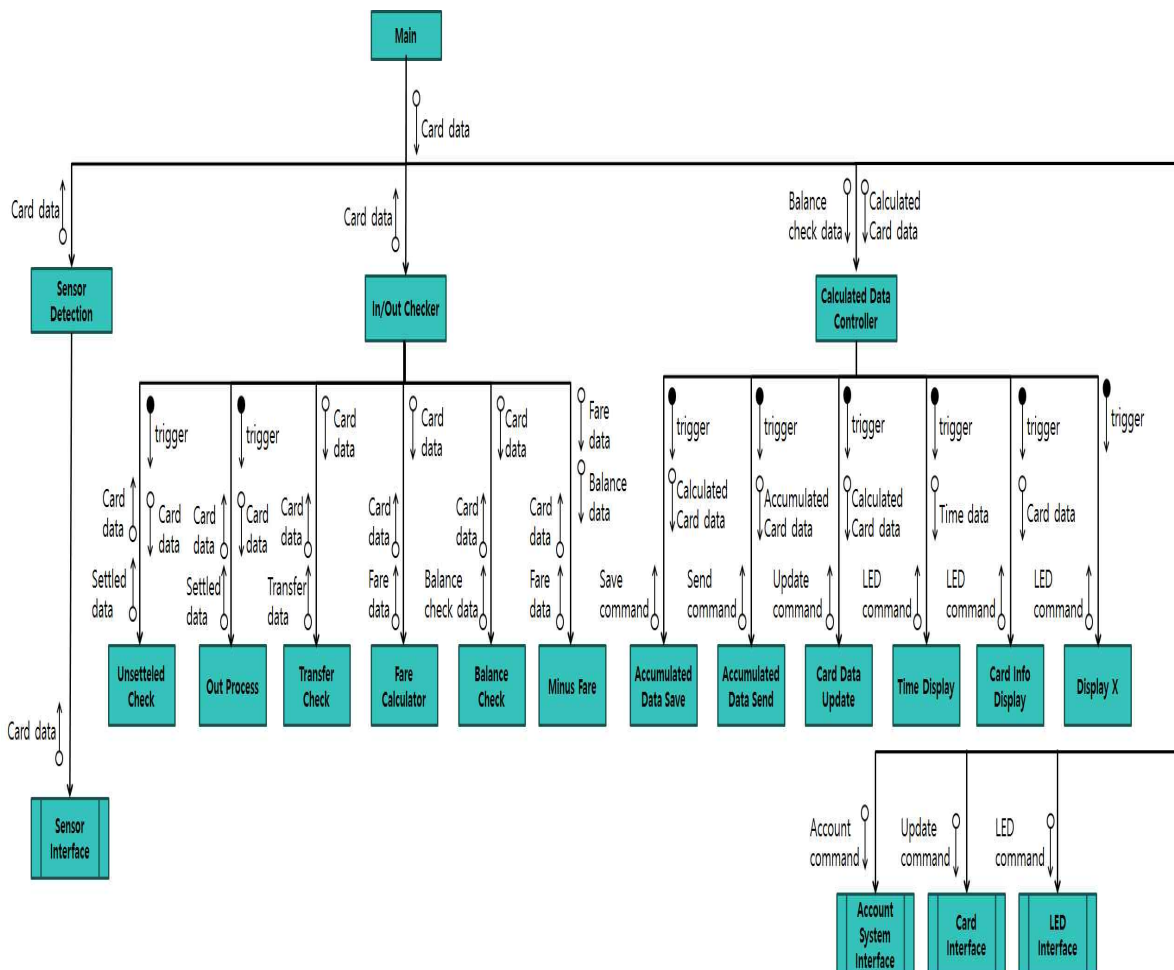 Main
Card data
Card data
Card data
Balance
check data
Calculated
Card data
Sensor
Detection
In/Out Checker
Calculated Data
Controller
trigger
trigger
Card
data
Card
data
Card
data
Fare
data
Balance
data
trigger
trigger
trigger
trigger
trigger
trigger
Card
data
Card
data
Card
data
Card
data
Card
data
Card
data
Card
data
Card
data
Calculated
Card data
Accumulated
Card data
Calculated
Card data
Time data
Card data
Settled
data
Settled
data
Transfer
data
Fare
data
Balance
check data
Fare
data
Save
command
Send
command
Update
command
LED
command
LED
command
LED
command
Unsetteled
Check
Out Process
Transfer
Check
Fare
Calculator
Balance
Check
Minus Fare
Accumulated
Data Save
Accumulated
Data Send
Card Data
Update
Time Display
Card Info
Display
Display X
Card data
Sensor
Interface
Account
command
Update
command
LED
command
Account
System
Interface
Card
Interface
LED
Interface